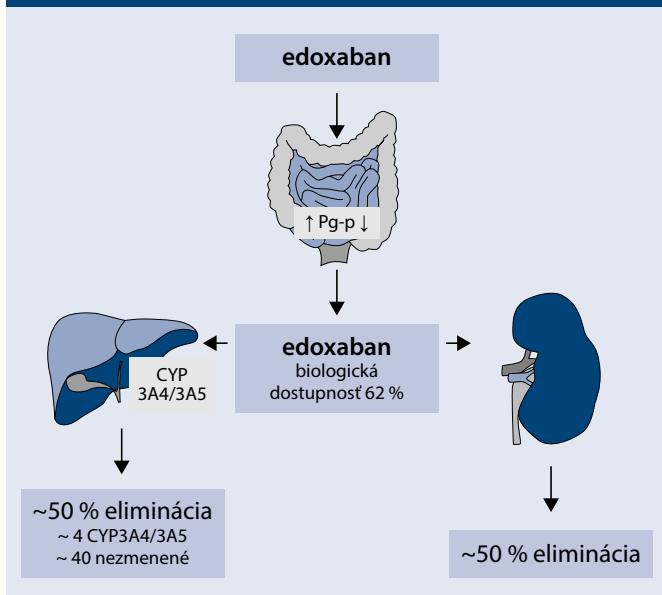 edoxaban
↑ Pg-p ↓
edoxaban
biologická
dostupnosť 62 %
CYP
3A4/3A5
~50 % eliminácia
~ 4 CYP3A4/3A5
~ 40 nezmenené
~50 % eliminácia